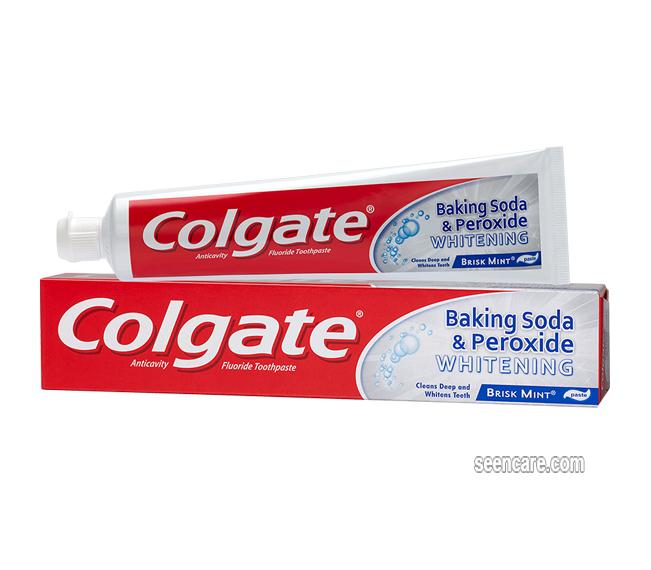 Colgate®
Anticavity Fluoride Toothpaste
Baking Soda
& Peroxide
WHITENING
Cleans Deep and
Whitens Teeth
BRISK MINT®
paste
Colgate®
Anticavity Fluoride Toothpaste
Baking Soda
& Peroxide
WHITENING
Cleans Deep and
Whitens Teeth
BRISK MINT®
paste
seencare.com